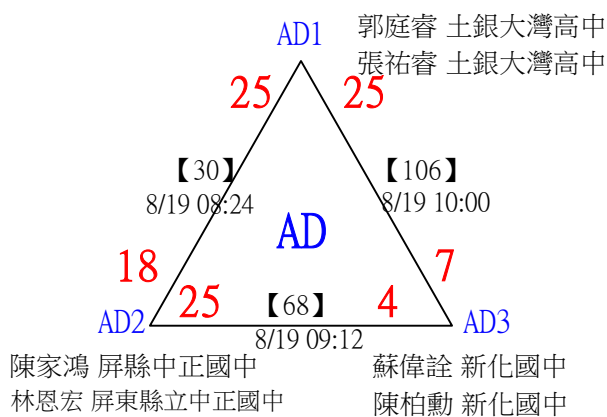 AD1
郭庭睿 土銀大灣高中
張祐睿 土銀大灣高中
25
25
【30】
8/19 08:24
【106】
8/19 10:00
AD
18
7
25
【68】
4
AD2
8/19 09:12
AD3
陳家鴻 屏縣中正國中
林恩宏 屏東縣立中正國中
蘇偉詮 新化國中
陳柏勳 新化國中